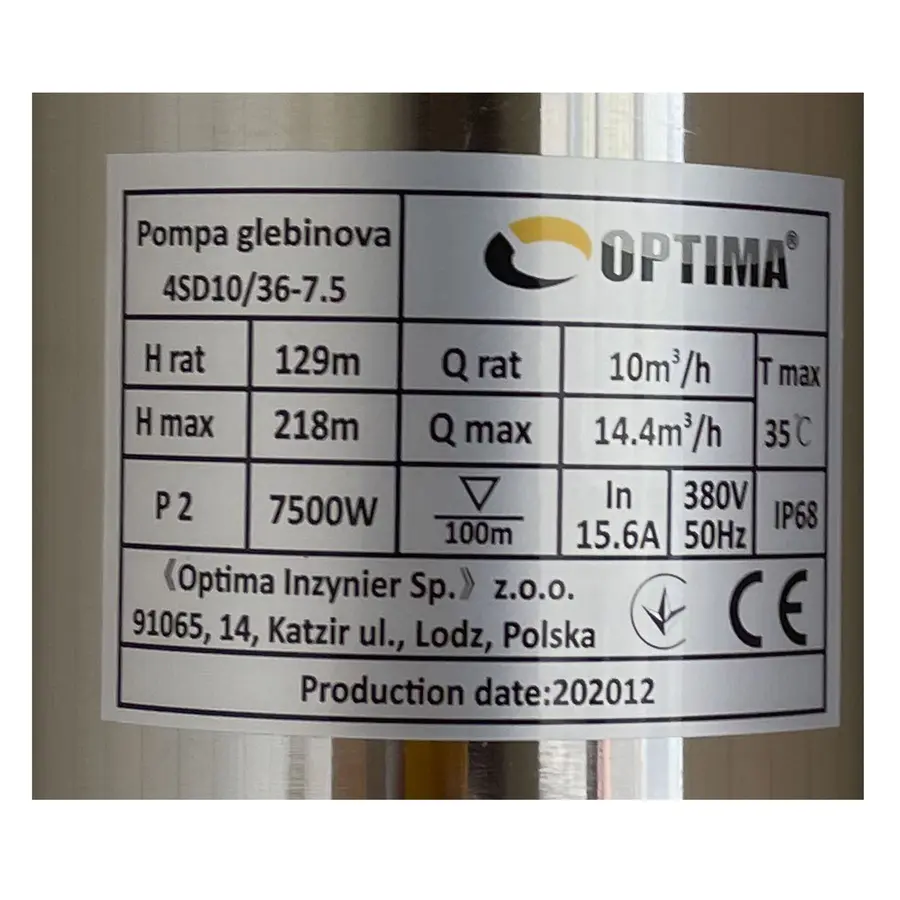 Pompa glebinova
4SD10/36-7.5
OPTIMA®
H rat 129m Q rat 10m³/h T max
H max 218m Q max 14.4m³/h 35℃
P 2 7500W 100m In 15.6A 380V 50Hz IP68
《Optima Inzynier Sp.》 z.o.o.
91065, 14, Katzir ul., Lodz, Polska
CE
Production date:202012